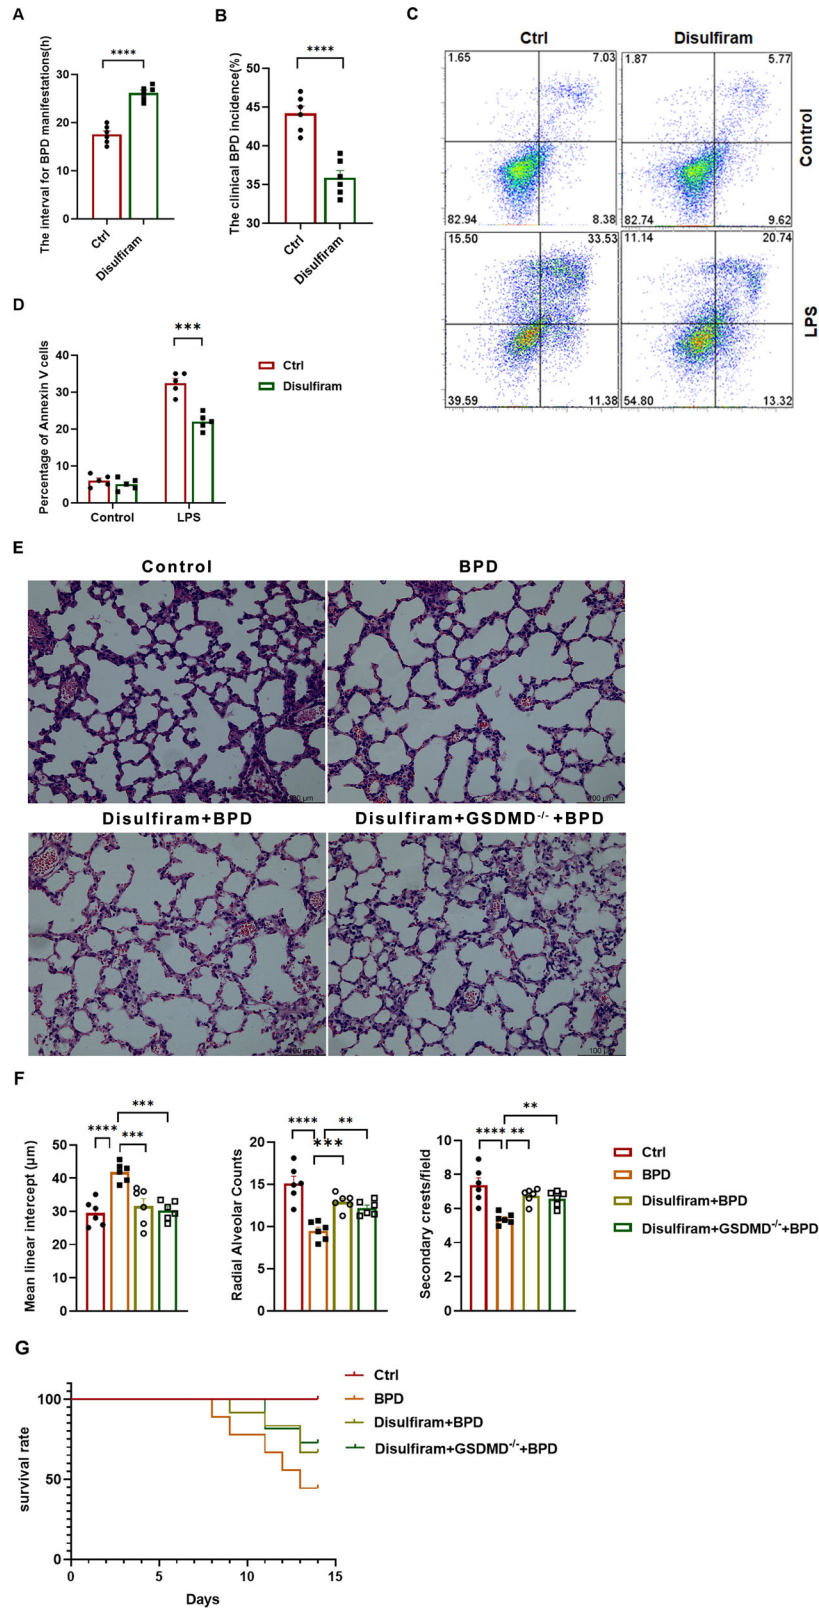 A
The interval for BPD manifestations(h)
30
20
10
0
****
Ctrl
Disulfiram
B
The clinical BPD incidence(%)
50
45
40
35
30
****
Ctrl
Disulfiram
C
Ctrl
Disulfiram
1.65
7.03
1.87
5.77
82.94
8.38
82.74
9.62
Control
15.50
33.53
11.14
20.74
39.59
11.38
54.80
13.32
LPS
D
Percentage of Annexin V cells
40
30
20
10
0
***
Control
LPS
Ctrl
Disulfiram
E
Control
BPD
Disulfiram+BPD
Disulfiram+GSDMD-/- +BPD
100 μm
F
Mean linear intercept (μm)
50
40
30
20
10
0
****
***
***
Radial Alveolar Counts
20
15
10
5
0
****
***
**
Secondary crests/field
10
8
6
4
2
0
****
**
**
Ctrl
BPD
Disulfiram+BPD
Disulfiram+GSDMD-/-+BPD
G
survival rate
100
50
0
0
5
10
15
Days
Ctrl
BPD
Disulfiram+BPD
Disulfiram+GSDMD-/-+BPD